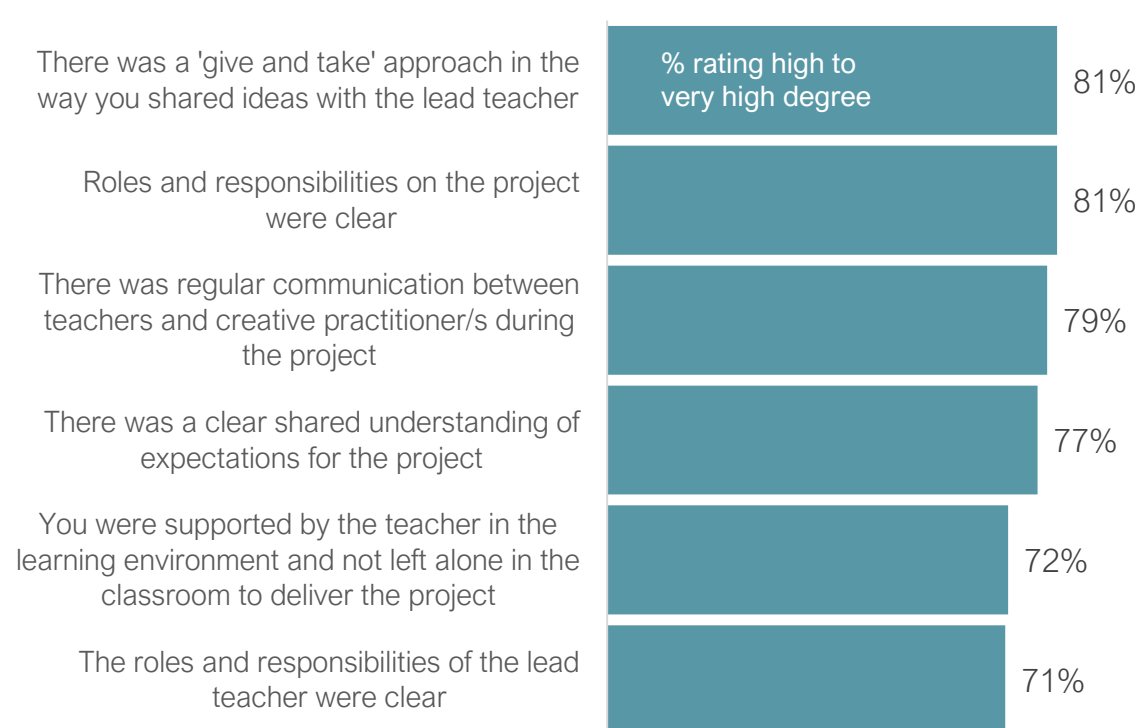 There was a 'give and take' approach in the
way you shared ideas with the lead teacher
% rating high to
very high degree
81%
Roles and responsibilities on the project
were clear
81%
There was regular communication between
teachers and creative practitioner/s during
the project
79%
There was a clear shared understanding of
expectations for the project
77%
You were supported by the teacher in the
learning environment and not left alone in the
classroom to deliver the project
72%
The roles and responsibilities of the lead
teacher were clear
71%